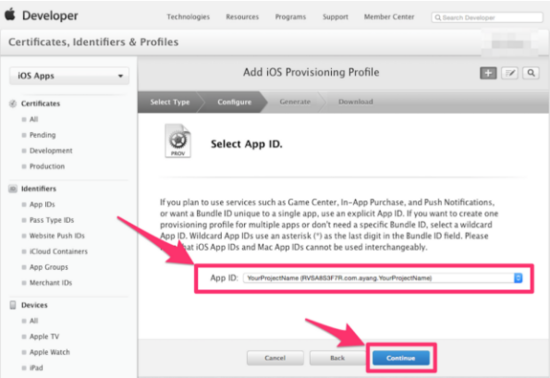 Developer
Technologies Resources Programs Support Member Center Search Developer
Certificates, Identifiers & Profiles
iOS Apps
Add iOS Provisioning Profile
Select Type Configure Generate Download
Certificates
All
Pending
Development
Production
Identifiers
App IDs
Pass Type IDs
Website Push IDs
iCloud Containers
App Groups
Merchant IDs
Devices
All
Apple TV
Apple Watch
iPad
PROV
Select App ID.
If you plan to use services such as Game Center, In-App Purchase, and Push Notifications,
or want a Bundle ID unique to a single app, use an explicit App ID. If you want to create one
provisioning profile for multiple apps or don't need a specific Bundle ID, select a wildcard
App ID. Wildcard App IDs use an asterisk (*) as the last digit in the Bundle ID field. Please
that iOS App IDs and Mac App IDs cannot be used interchangeably.
App ID: YourProjectName (RVSA8S3F7R.com.ayang.YourProjectName)
Cancel Back Continue